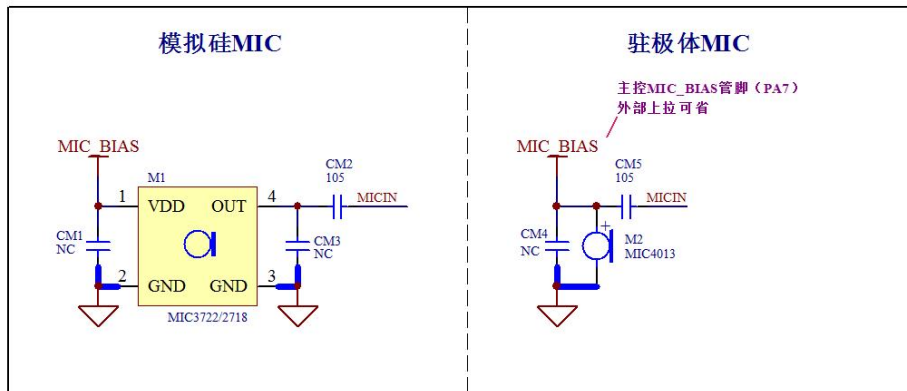 模拟硅MIC
驻极体MIC
主控MIC_BIAS管脚（PA7）
外部上拉可省
MIC_BIAS
M1
1
VDD
OUT
4
CM2
105
MICIN
CM1
NC
CM3
NC
2
GND
GND
3
MIC3722/2718
MIC_BIAS
CM5
105
MICIN
CM4
NC
+
M2
MIC4013